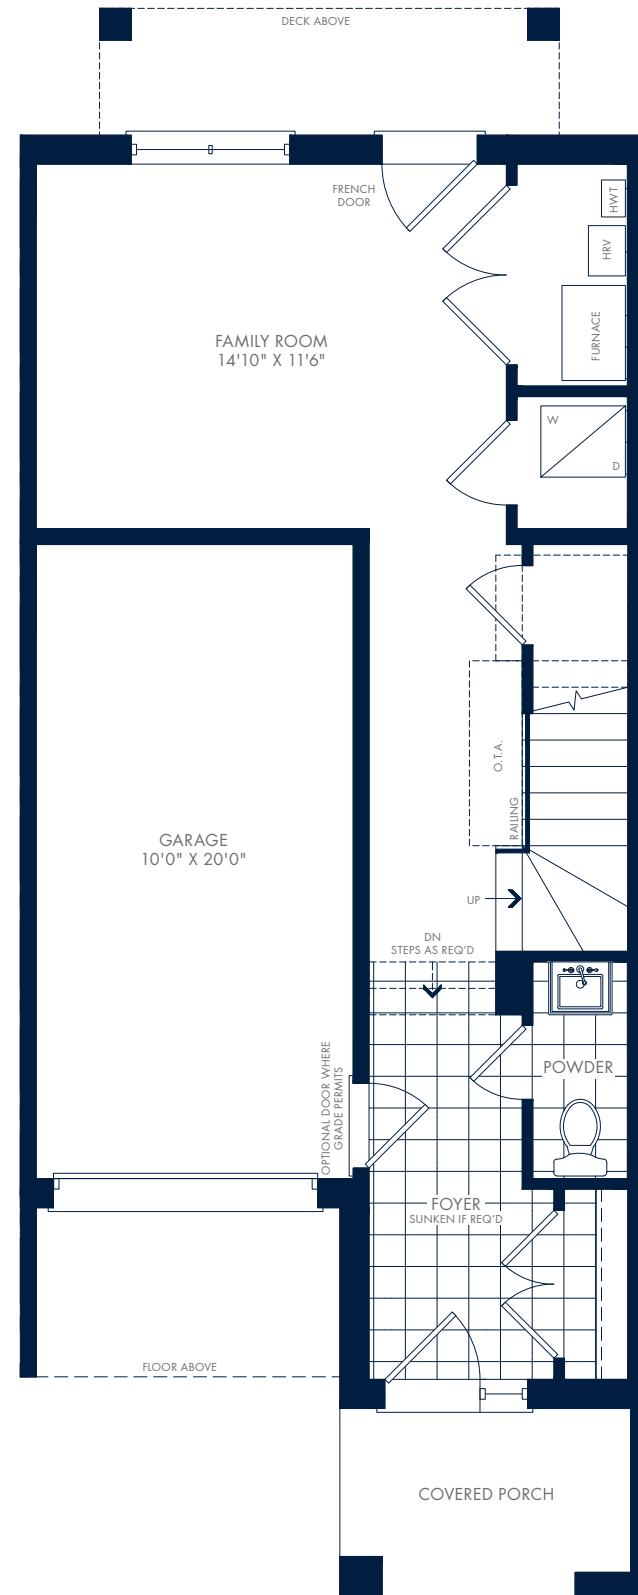 DECK ABOVE
FRENCH
DOOR
HWT
HRV
FURNACE
FAMILY ROOM
14'10" X 11'6"
W
D
O.T.A.
RAILING
GARAGE
10'0" X 20'0"
UP
DN
STEPS AS REQ'D
OPTIONAL DOOR WHERE
GRADE PERMITS
POWDER
FOYER
SUNKEN IF REQ'D
FLOOR ABOVE
COVERED PORCH